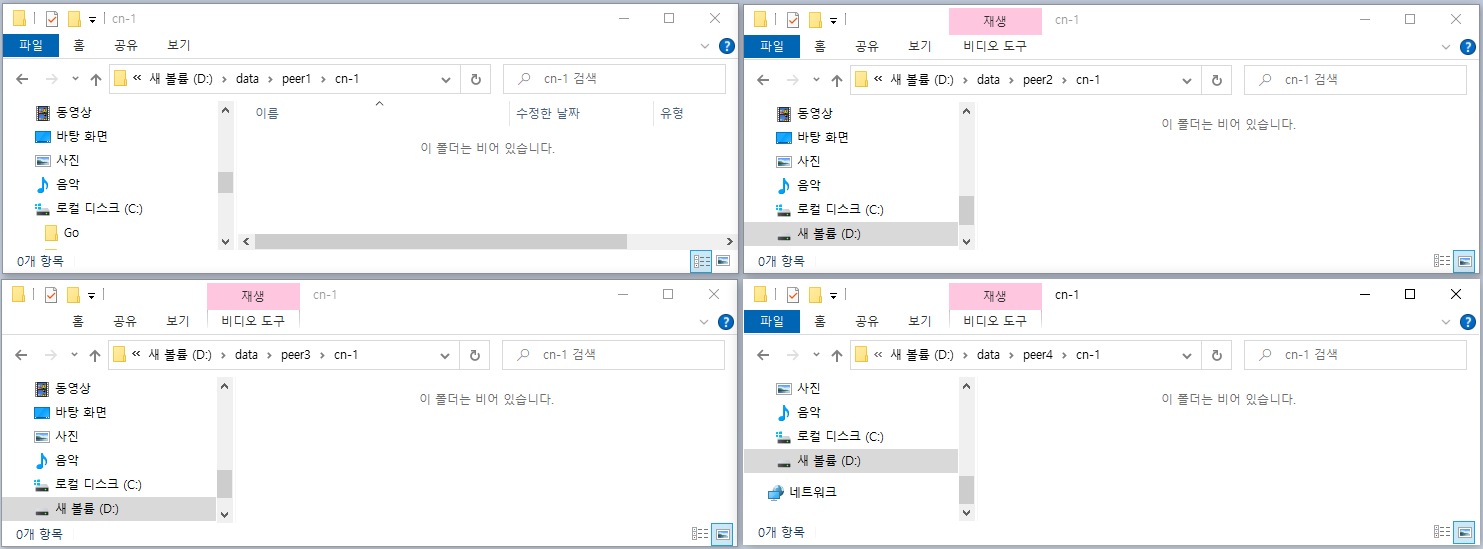 cn-1
파일 홈 공유 보기
« 새 볼륨 (D:) › data › peer1 › cn-1
cn-1 검색
동영상
바탕 화면
사진
음악
로컬 디스크 (C:)
Go
이름 수정한 날짜 유형
이 폴더는 비어 있습니다.
0개 항목
재생 cn-1
파일 홈 공유 보기 비디오 도구
« 새 볼륨 (D:) › data › peer2 › cn-1
cn-1 검색
동영상
바탕 화면
사진
음악
로컬 디스크 (C:)
새 볼륨 (D:)
이 폴더는 비어 있습니다.
0개 항목
재생 cn-1
홈 공유 보기 비디오 도구
« 새 볼륨 (D:) › data › peer3 › cn-1
cn-1 검색
동영상
바탕 화면
사진
음악
로컬 디스크 (C:)
새 볼륨 (D:)
이 폴더는 비어 있습니다.
0개 항목
재생 cn-1
파일 홈 공유 보기 비디오 도구
« 새 볼륨 (D:) › data › peer4 › cn-1
cn-1 검색
사진
음악
로컬 디스크 (C:)
새 볼륨 (D:)
네트워크
이 폴더는 비어 있습니다.
0개 항목